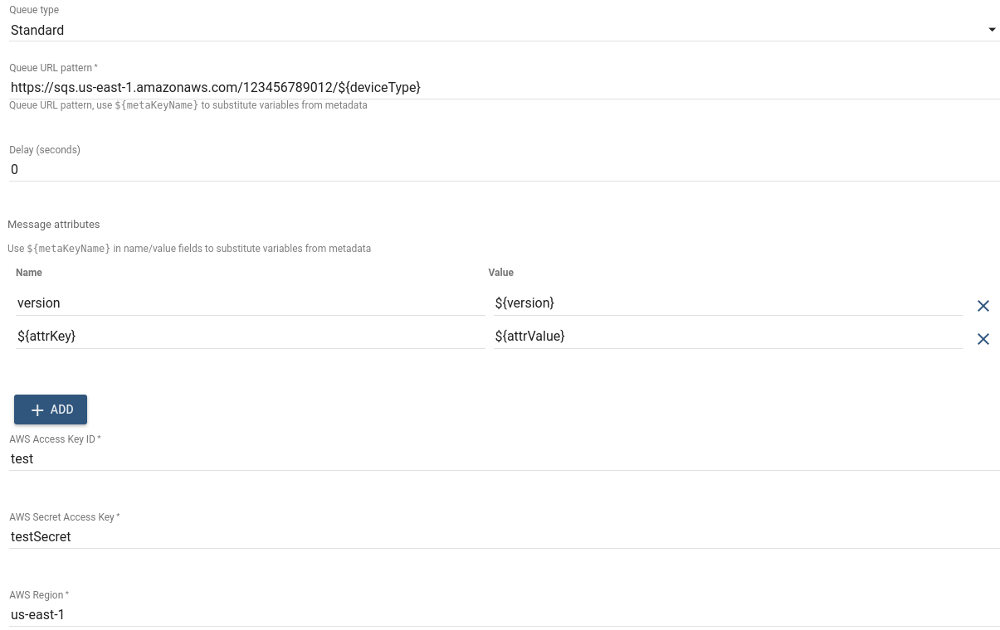 Queue type
Standard
Queue URL pattern *
https://sqs.us-east-1.amazonaws.com/123456789012/${deviceType}
Queue URL pattern, use ${metaKeyName} to substitute variables from metadata
Delay (seconds)
0
Message attributes
Use ${metaKeyName} in name/value fields to substitute variables from metadata
Name Value
version ${version}
${attrKey} ${attrValue}
ADD
AWS Access Key ID *
test
AWS Secret Access Key *
testSecret
AWS Region *
us-east-1